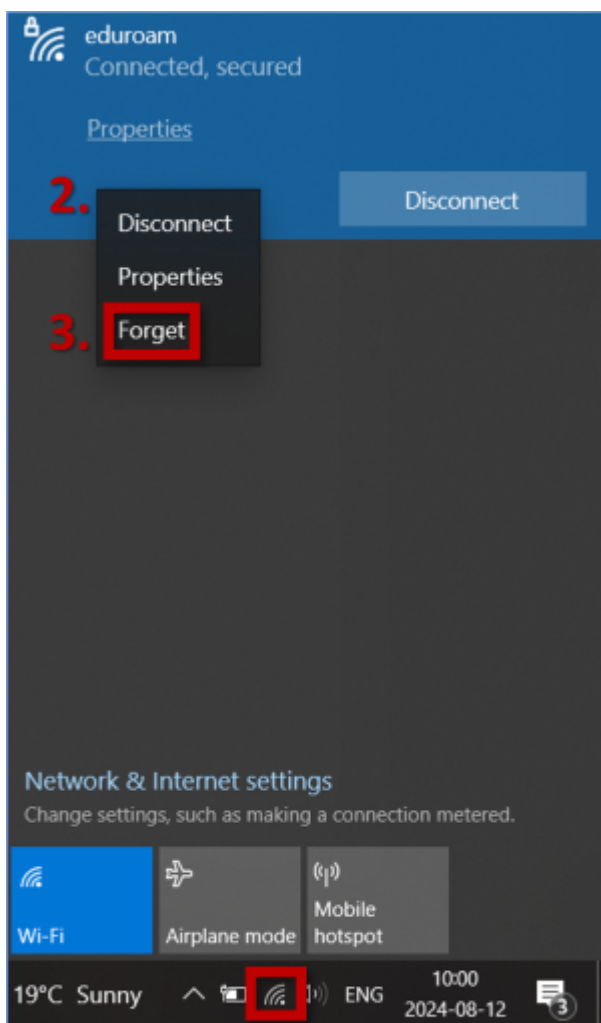 eduroam
Connected, secured
Properties
Disconnect
2.
Disconnect
Properties
3. Forget
Network & Internet settings
Change settings, such as making a connection metered.
Wi-Fi
Airplane mode
Mobile
hotspot
19°C Sunny
ENG
10:00
2024-08-12
3